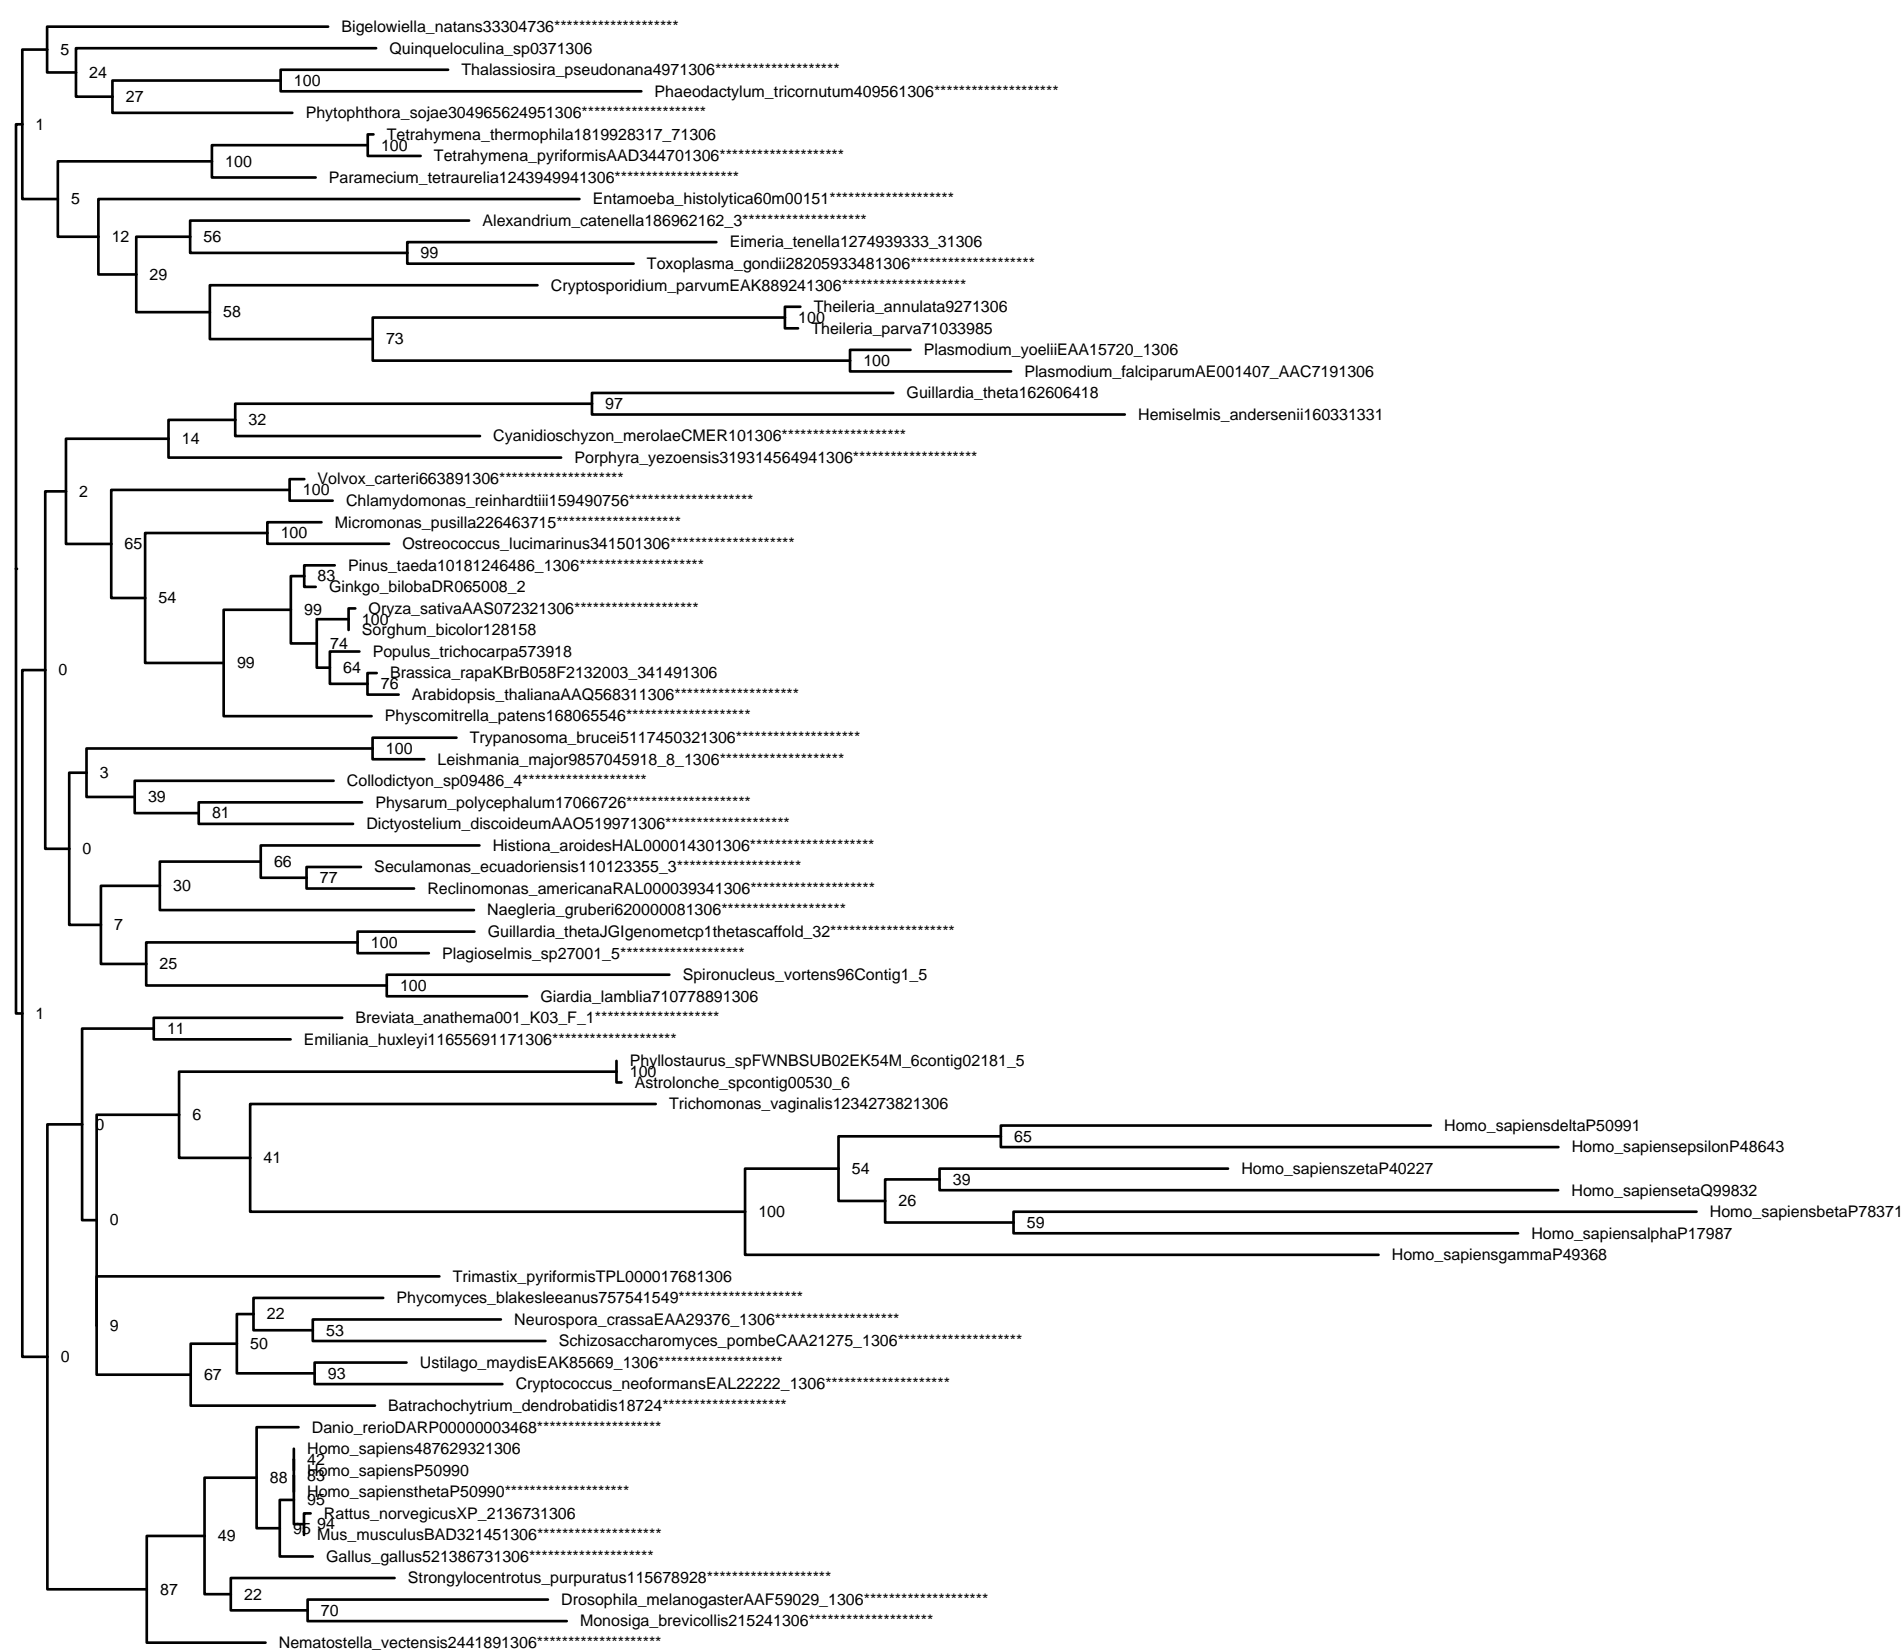 Bigelowiella_natans33304736********************
5
Quinqueloculina_sp0371306
24
Thalassiosira_pseudonana4971306********************
100
Phaeodactylum_tricornutum409561306********************
27
Phytophthora_sojae304965624951306********************
1
Tetrahymena_thermophila1819928317_71306
100
Tetrahymena_pyriformisAAD344701306********************
100
Paramecium_tetraurelia1243949941306********************
5
Entamoeba_histolytica60m00151********************
Alexandrium_catenella186962162_3********************
12
56
Eimeria_tenella1274939333_31306
99
Toxoplasma_gondii28205933481306********************
29
Cryptosporidium_parvumEAK889241306********************
58
Theileria_annulata9271306
100
Theileria_parva71033985
73
Plasmodium_yoeliiEAA15720_1306
100
Plasmodium_falciparumAE001407_AAC7191306
Guillardia_theta162606418
97
Hemiselmis_andersenii160331331
32
Cyanidioschyzon_merolaeCMER101306********************
14
Porphyra_yezoensis319314564941306********************
Volvox_carteri663891306********************
2
100
Chlamydomonas_reinhardtiii159490756********************
Micromonas_pusilla226463715********************
100
65
Ostreococcus_lucimarinus341501306********************
Pinus_taeda10181246486_1306********************
83
Ginkgo_bilobaDR065008_2
54
99
Oryza_sativaAAS072321306********************
100
Sorghum_bicolor128158
74
Populus_trichocarpa573918
99
64
0
Brassica_rapaKBrB058F2132003_341491306
76
Arabidopsis_thalianaAAQ568311306********************
Physcomitrella_patens168065546********************
Trypanosoma_brucei5117450321306********************
100
Leishmania_major9857045918_8_1306********************
3
Collodictyon_sp09486_4********************
39
Physarum_polycephalum17066726********************
81
Dictyostelium_discoideumAAO519971306********************
Histiona_aroidesHAL000014301306********************
0
66
Seculamonas_ecuadoriensis110123355_3********************
77
30
Reclinomonas_americanaRAL000039341306********************
Naegleria_gruberi620000081306********************
7
Guillardia_thetaJGIgenometcp1thetascaffold_32********************
100
Plagioselmis_sp27001_5********************
25
Spironucleus_vortens96Contig1_5
100
Giardia_lamblia710778891306
1
Breviata_anathema001_K03_F_1********************
11
Emiliania_huxleyi11655691171306********************
Phyllostaurus_spFWNBSUB02EK54M_6contig02181_5
100
Astrolonche_spcontig00530_6
Trichomonas_vaginalis1234273821306
6
0
Homo_sapiensdeltaP50991
65
Homo_sapiensepsilonP48643
41
54
Homo_sapienszetaP40227
39
Homo_sapiensetaQ99832
26
Homo_sapiensbetaP78371
100
0
59
Homo_sapiensalphaP17987
Homo_sapiensgammaP49368
Trimastix_pyriformisTPL000017681306
Phycomyces_blakesleeanus757541549********************
22
Neurospora_crassaEAA29376_1306********************
9
53
Schizosaccharomyces_pombeCAA21275_1306********************
50
0
Ustilago_maydisEAK85669_1306********************
67
93
Cryptococcus_neoformansEAL22222_1306********************
Batrachochytrium_dendrobatidis18724********************
Danio_rerioDARP00000003468********************
Homo_sapiens487629321306
42
Homo_sapiensP50990
83
88
Homo_sapiensthetaP50990********************
95
Rattus_norvegicusXP_2136731306
94
95
Mus_musculusBAD321451306********************
49
Gallus_gallus521386731306********************
Strongylocentrotus_purpuratus115678928********************
87
22
Drosophila_melanogasterAAF59029_1306********************
70
Monosiga_brevicollis215241306********************
Nematostella_vectensis2441891306********************